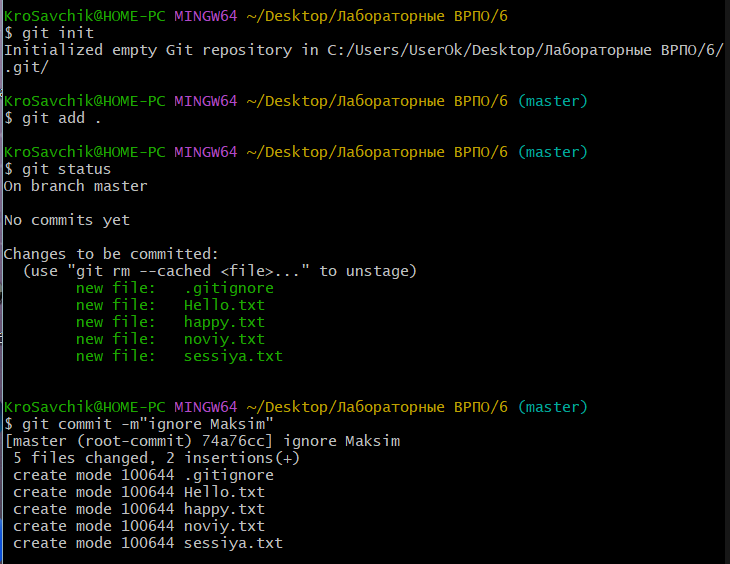 KroSavchik@HOME-PC MINGW64 ~/Desktop/Лабораторные ВРПО/6
$ git init
Initialized empty Git repository in C:/Users/UserOk/Desktop/Лабораторные ВРПО/6/
.git/
KroSavchik@HOME-PC MINGW64 ~/Desktop/Лабораторные ВРПО/6 (master)
$ git add .
KroSavchik@HOME-PC MINGW64 ~/Desktop/Лабораторные ВРПО/6 (master)
$ git status
On branch master
No commits yet
Changes to be committed:
(use "git rm --cached <file>..." to unstage)
new file: .gitignore
new file: Hello.txt
new file: happy.txt
new file: noviy.txt
new file: sessiya.txt
KroSavchik@HOME-PC MINGW64 ~/Desktop/Лабораторные ВРПО/6 (master)
$ git commit -m"ignore Maksim"
[master (root-commit) 74a76cc] ignore Maksim
5 files changed, 2 insertions(+)
create mode 100644 .gitignore
create mode 100644 Hello.txt
create mode 100644 happy.txt
create mode 100644 noviy.txt
create mode 100644 sessiya.txt